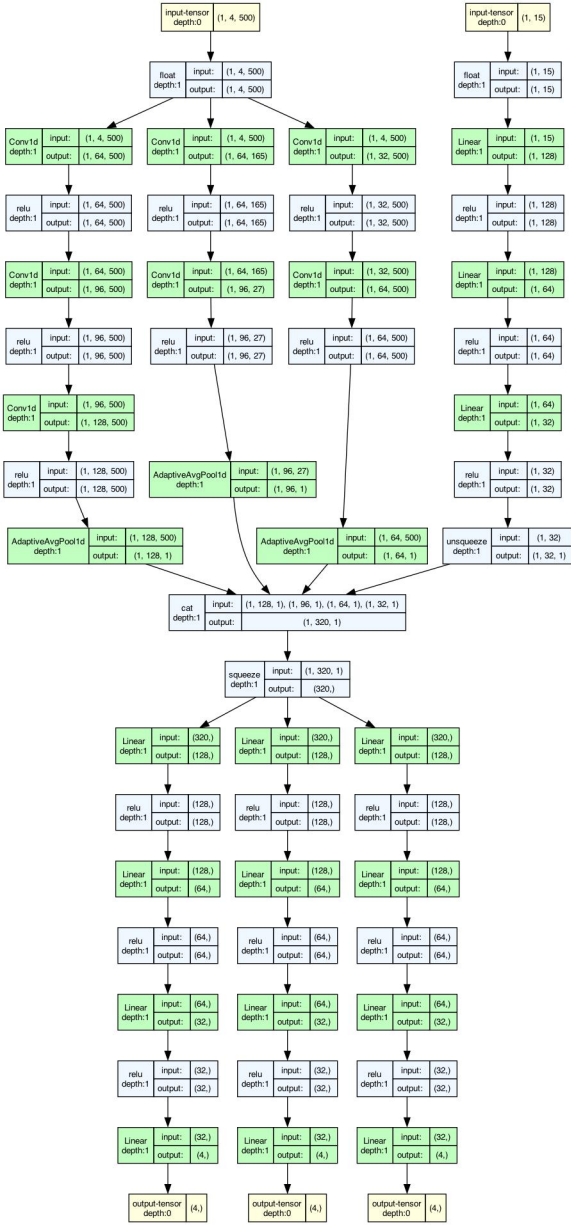 input-tensor depth:0 (1, 4, 500)
input-tensor depth:0 (1, 15)
float depth:1 input: (1, 4, 500) output: (1, 4, 500)
float depth:1 input: (1, 15) output: (1, 15)
Conv1d depth:1 input: (1, 4, 500) output: (1, 64, 500)
Conv1d depth:1 input: (1, 4, 500) output: (1, 64, 165)
Conv1d depth:1 input: (1, 4, 500) output: (1, 32, 500)
Linear depth:1 input: (1, 15) output: (1, 128)
relu depth:1 input: (1, 64, 500) output: (1, 64, 500)
relu depth:1 input: (1, 64, 165) output: (1, 64, 165)
relu depth:1 input: (1, 32, 500) output: (1, 32, 500)
relu depth:1 input: (1, 128) output: (1, 128)
Conv1d depth:1 input: (1, 64, 500) output: (1, 96, 500)
Conv1d depth:1 input: (1, 64, 165) output: (1, 96, 27)
Conv1d depth:1 input: (1, 32, 500) output: (1, 64, 500)
Linear depth:1 input: (1, 128) output: (1, 64)
relu depth:1 input: (1, 96, 500) output: (1, 96, 500)
relu depth:1 input: (1, 96, 27) output: (1, 96, 27)
relu depth:1 input: (1, 64, 500) output: (1, 64, 500)
relu depth:1 input: (1, 64) output: (1, 64)
Conv1d depth:1 input: (1, 96, 500) output: (1, 128, 500)
Linear depth:1 input: (1, 64) output: (1, 32)
relu depth:1 input: (1, 128, 500) output: (1, 128, 500)
AdaptiveAvgPool1d depth:1 input: (1, 96, 27) output: (1, 96, 1)
relu depth:1 input: (1, 32) output: (1, 32)
AdaptiveAvgPool1d depth:1 input: (1, 128, 500) output: (1, 128, 1)
AdaptiveAvgPool1d depth:1 input: (1, 64, 500) output: (1, 64, 1)
unsqueeze depth:1 input: (1, 32) output: (1, 32, 1)
cat depth:1 input: (1, 128, 1), (1, 96, 1), (1, 64, 1), (1, 32, 1) output: (1, 320, 1)
squeeze depth:1 input: (1, 320, 1) output: (320,)
Linear depth:1 input: (320,) output: (128,)
Linear depth:1 input: (320,) output: (128,)
Linear depth:1 input: (320,) output: (128,)
relu depth:1 input: (128,) output: (128,)
relu depth:1 input: (128,) output: (128,)
relu depth:1 input: (128,) output: (128,)
Linear depth:1 input: (128,) output: (64,)
Linear depth:1 input: (128,) output: (64,)
Linear depth:1 input: (128,) output: (64,)
relu depth:1 input: (64,) output: (64,)
relu depth:1 input: (64,) output: (64,)
relu depth:1 input: (64,) output: (64,)
Linear depth:1 input: (64,) output: (32,)
Linear depth:1 input: (64,) output: (32,)
Linear depth:1 input: (64,) output: (32,)
relu depth:1 input: (32,) output: (32,)
relu depth:1 input: (32,) output: (32,)
relu depth:1 input: (32,) output: (32,)
Linear depth:1 input: (32,) output: (4,)
Linear depth:1 input: (32,) output: (4,)
Linear depth:1 input: (32,) output: (4,)
output-tensor depth:0 (4,)
output-tensor depth:0 (4,)
output-tensor depth:0 (4,)